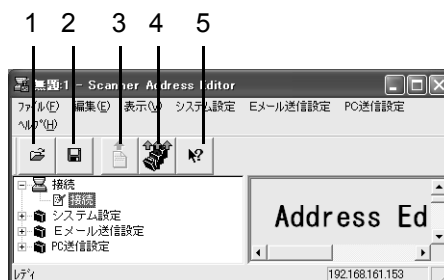 1 2 3 4 5
無題:1 - Scanner Address Editor
ファイル(F) 編集(E) 表示(V) システム設定 Eメール送信設定 PC送信設定
ヘルプ(H)
接続
接続
システム設定
Eメール送信設定
PC送信設定
Address Ed
レディ 192.168.161.153